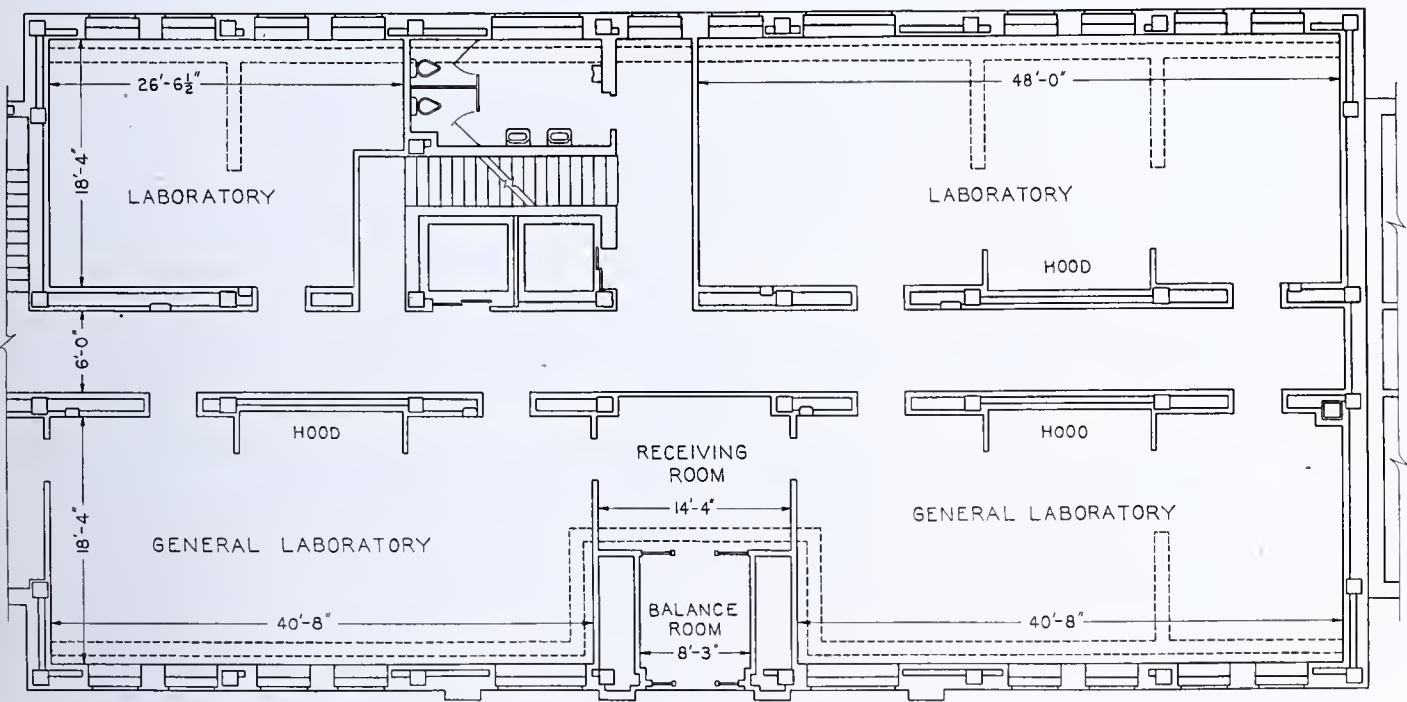 26'-6½"
48'-0"
18'-4"
LABORATORY
LABORATORY
HOOD
6'-0"
HOOD
HOOD
RECEIVING
ROOM
14'-4"
18'-4"
GENERAL LABORATORY
GENERAL LABORATORY
BALANCE
ROOM
40'-8"
40'-8"
8'-3"